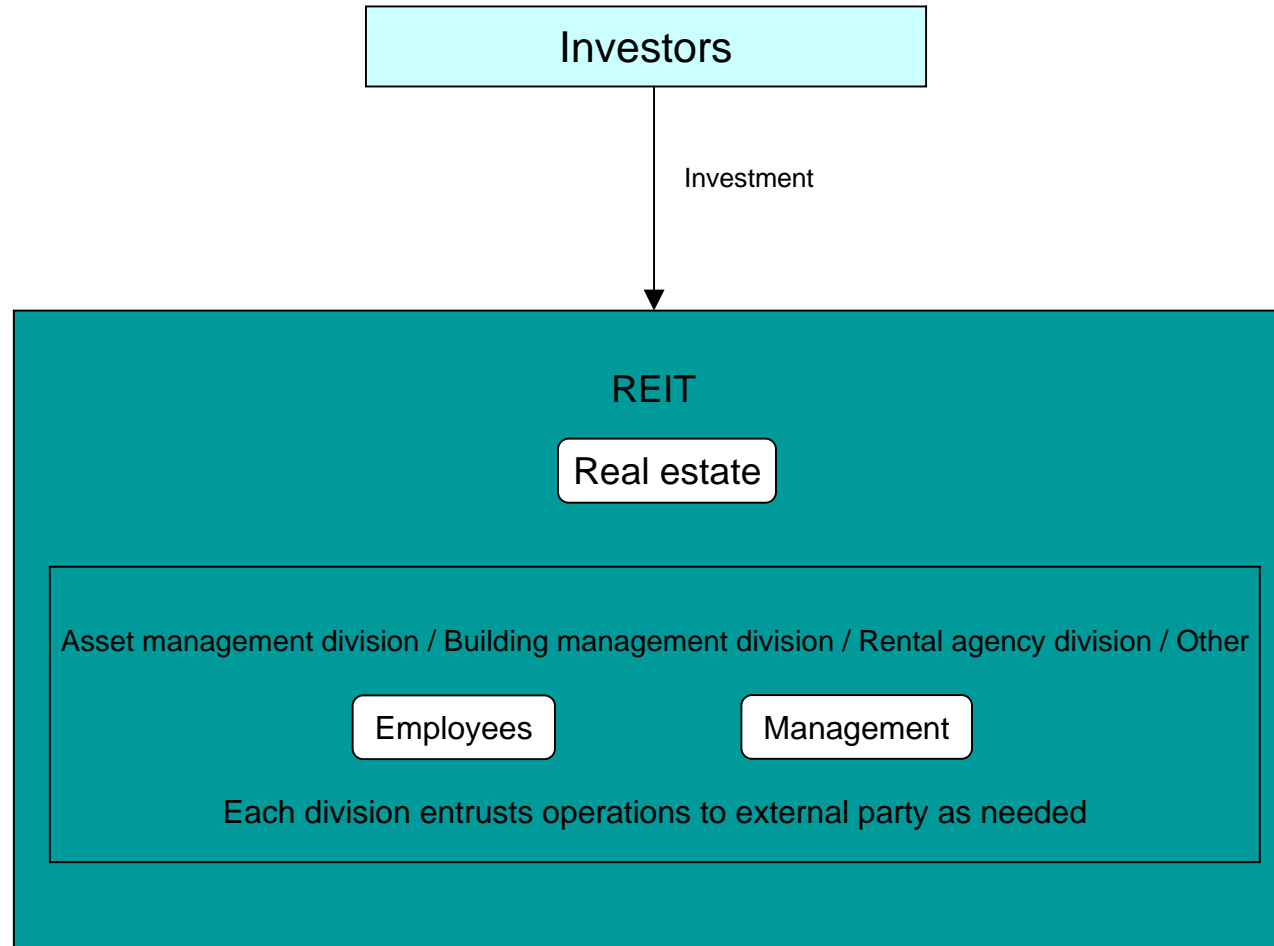 Investors
Investment
REIT
Real estate
Asset management division / Building management division / Rental agency division / Other
Employees
Management
Each division entrusts operations to external party as needed